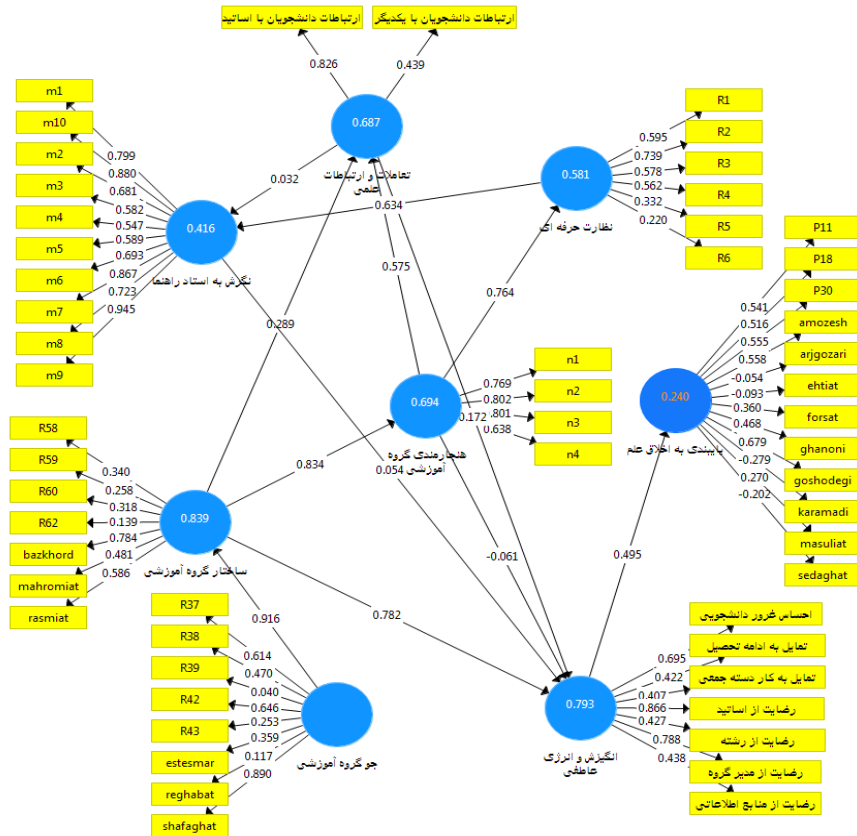 ارتباطات دانشجویان با اساتید
ارتباطات دانشجویان با یکدیگر
0.826
0.439
0.687
تعاملات و ارتباطات
علمی
m1
m10
m2
m3
m4
m5
m6
m7
m8
m9
0.799
0.880
0.681
0.582
0.547
0.589
0.693
0.867
0.723
0.945
0.416
نگرش به استاد راهنما
0.032
0.634
0.581
نظارت حرفه ای
R1
R2
R3
R4
R5
R6
0.595
0.739
0.578
0.562
0.332
0.220
0.575
0.764
0.289
0.694
هنجارمندی گروه
آموزشی
n1
n2
n3
n4
0.769
0.802
.801
0.638
0.172
0.054
0.834
-0.061
0.240
پایبندی به اخلاق علم
P11
P18
P30
amozesh
arjgozari
ehtiat
forsat
ghanoni
goshodegi
karamadi
masuliat
sedaghat
0.541
0.516
0.555
0.558
-0.054
-0.093
0.360
0.468
0.679
-0.279
0.270
-0.202
0.495
R58
R59
R60
R62
bazkhord
mahromiat
rasmiat
0.340
0.258
0.318
0.139
0.784
0.481
0.586
0.839
ساختار گروه آموزشی
0.916
0.782
R37
R38
R39
R42
R43
estesmar
reghabat
shafaghat
0.614
0.470
0.040
0.646
0.253
0.359
0.117
0.890
جو گروه آموزشی
0.793
انگیزش و انرژی
عاطفی
احساس غرور دانشجویی
تمایل به ادامه تحصیل
تمایل به کار دسته جمعی
رضایت از اساتید
رضایت از رشته
رضایت از مدیر گروه
رضایت از منابع اطلاعاتی
0.695
0.422
0.407
0.866
0.427
0.788
0.438